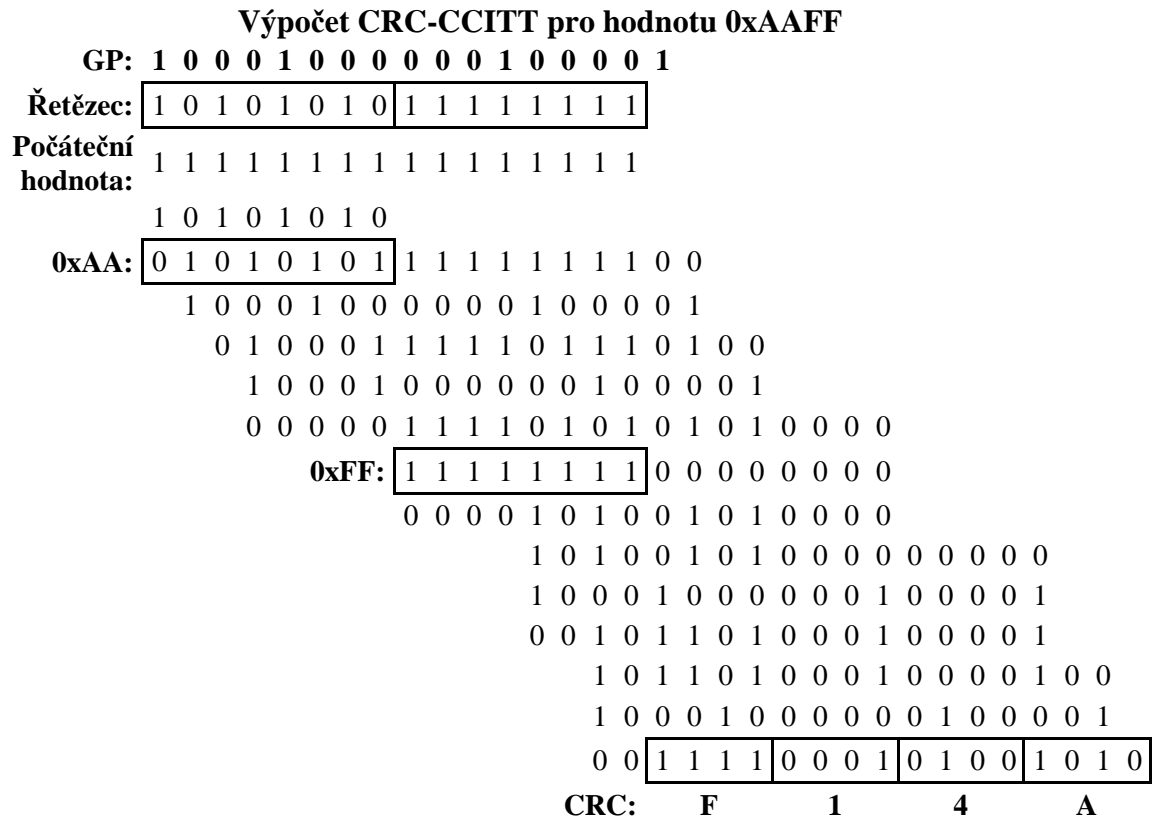 Výpočet CRC-CCITT pro hodnotu 0xAAFF
GP: 1 0 0 0 1 0 0 0 0 0 0 1 0 0 0 0 1
Řetězec: 1 0 1 0 1 0 1 0 1 1 1 1 1 1 1 1
Počáteční hodnota: 1 1 1 1 1 1 1 1 1 1 1 1 1 1 1 1
1 0 1 0 1 0 1 0
0xAA: 0 1 0 1 0 1 0 1 1 1 1 1 1 1 1 1 0 0
1 0 0 0 1 0 0 0 0 0 0 1 0 0 0 0 1
0 1 0 0 0 1 1 1 1 1 0 1 1 1 0 1 0 0
1 0 0 0 1 0 0 0 0 0 0 1 0 0 0 0 1
0 0 0 0 0 1 1 1 1 0 1 0 1 0 1 0 1 0 0 0 0
0xFF: 1 1 1 1 1 1 1 1 0 0 0 0 0 0 0 0
0 0 0 0 1 0 1 0 0 1 0 1 0 0 0 0
1 0 1 0 0 1 0 1 0 0 0 0 0 0 0 0 0
1 0 0 0 1 0 0 0 0 0 0 1 0 0 0 0 1
0 0 1 0 1 1 0 1 0 0 0 1 0 0 0 0 1
1 0 1 1 0 1 0 0 0 1 0 0 0 0 1 0 0
1 0 0 0 1 0 0 0 0 0 0 1 0 0 0 0 1
0 0 1 1 1 1 0 0 0 1 0 1 0 0 1 0 1 0
CRC: F 1 4 A